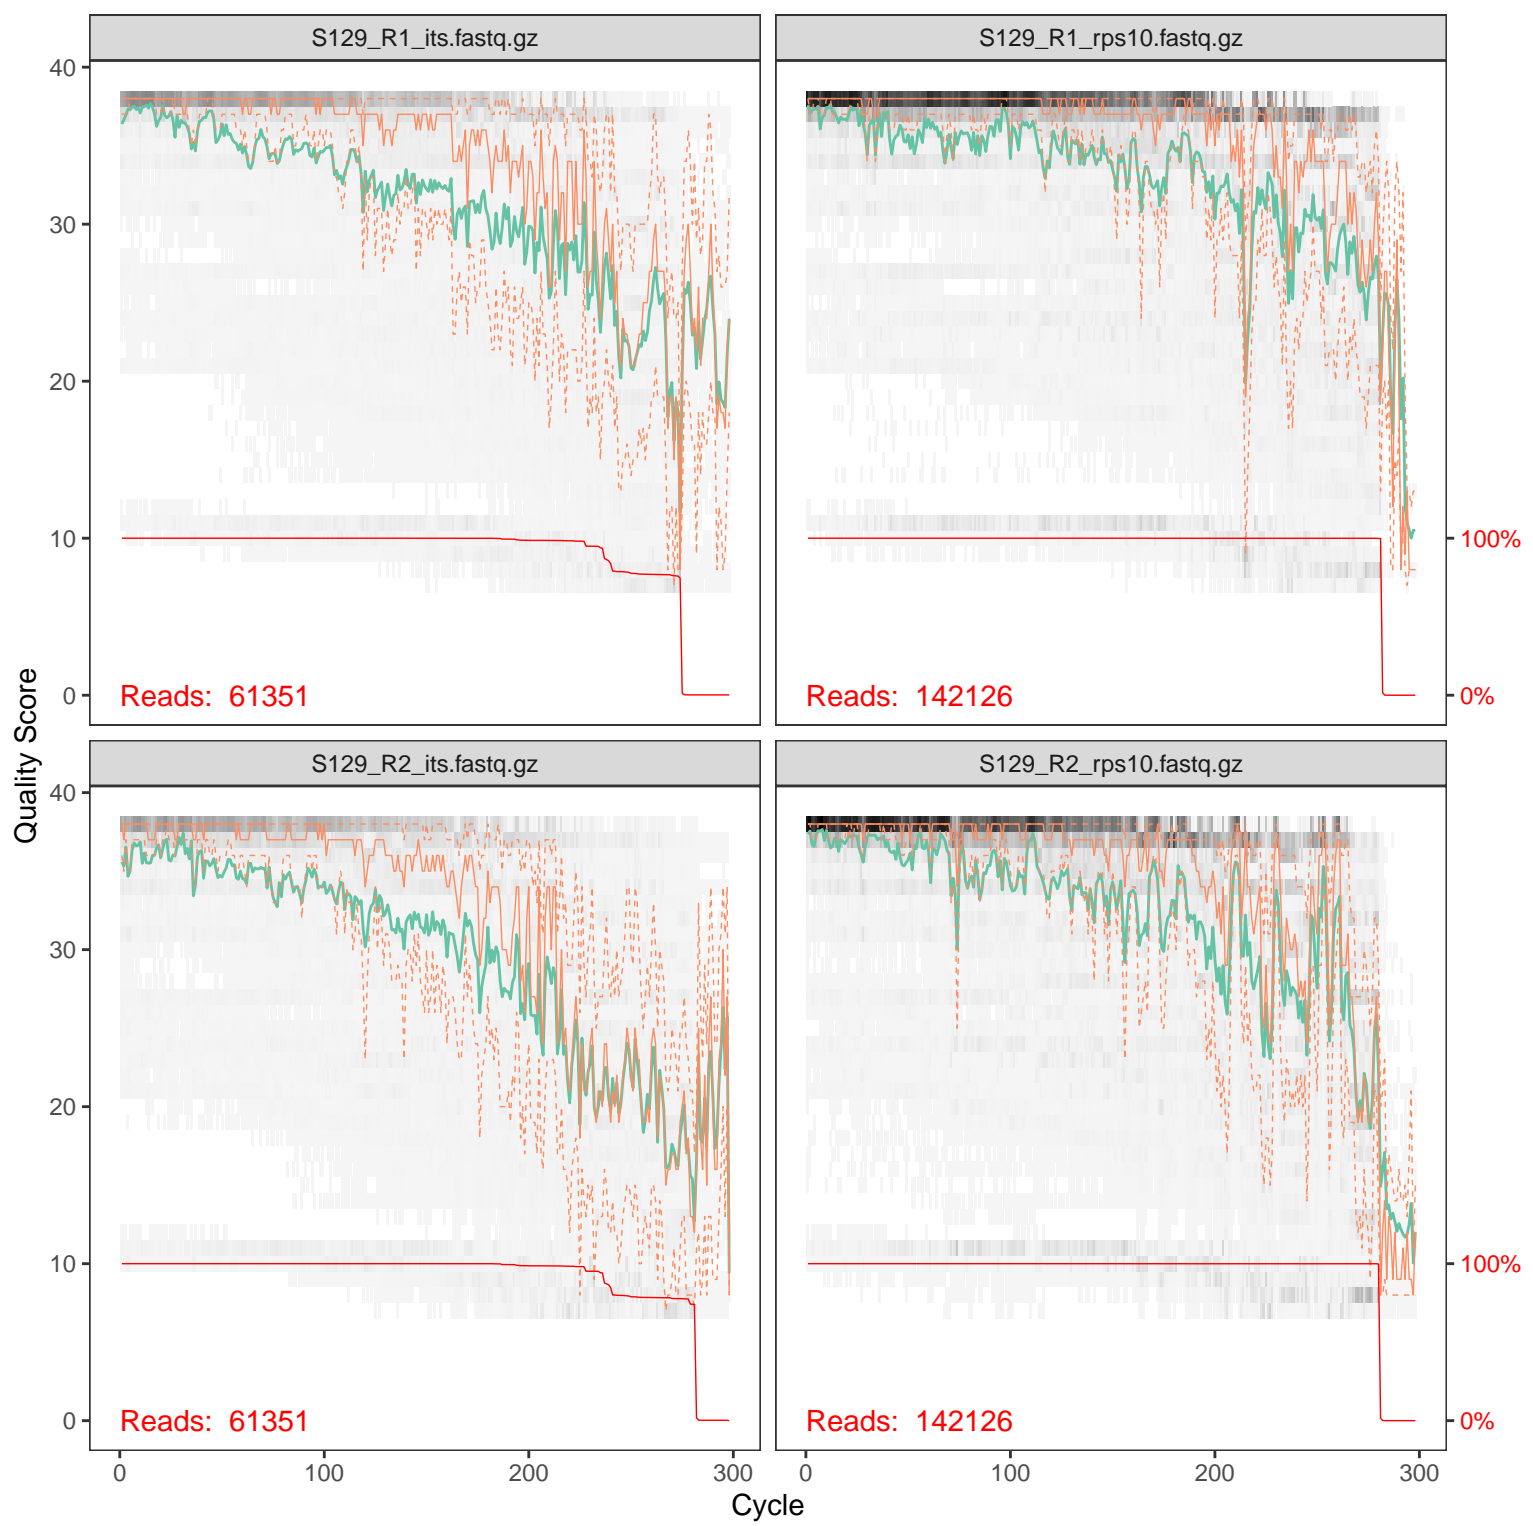 S129_R1_its.fastq.gz
S129_R1_rps10.fastq.gz
40
30
20
10
0
Reads: 61351
Reads: 142126
100%
0%
Quality Score
S129_R2_its.fastq.gz
S129_R2_rps10.fastq.gz
40
30
20
10
0
Reads: 61351
Reads: 142126
100%
0%
0 100 200 300
0 100 200 300
Cycle